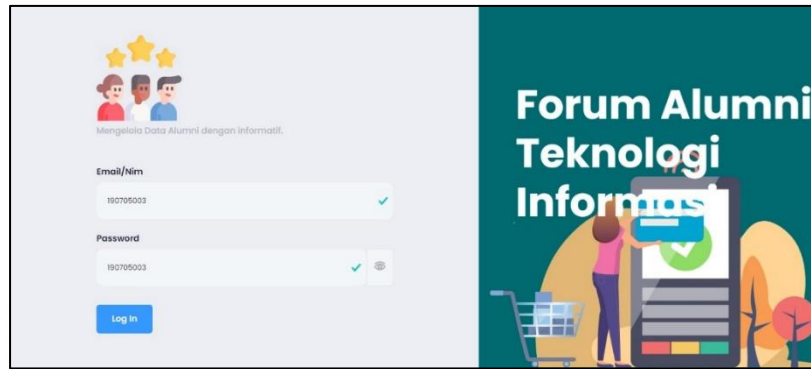 Mengelola Data Alumni dengan informatif.
Email/Nim
190705003
Password
190705003
Log In
Forum Alumni
Teknologi
Informasi